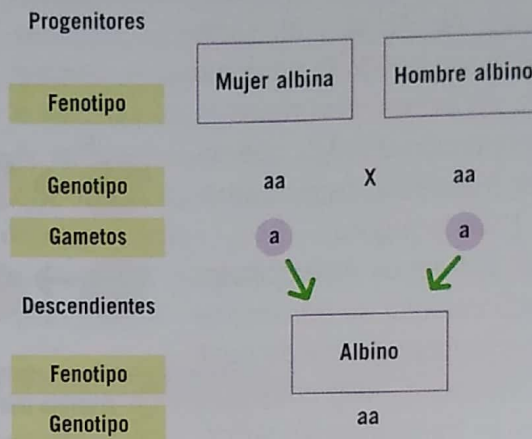 Progenitores
Fenotipo
Mujer albina
Hombre albino
Genotipo
aa
X
aa
Gametos
a
a
Descendientes
Fenotipo
Albino
Genotipo
aa